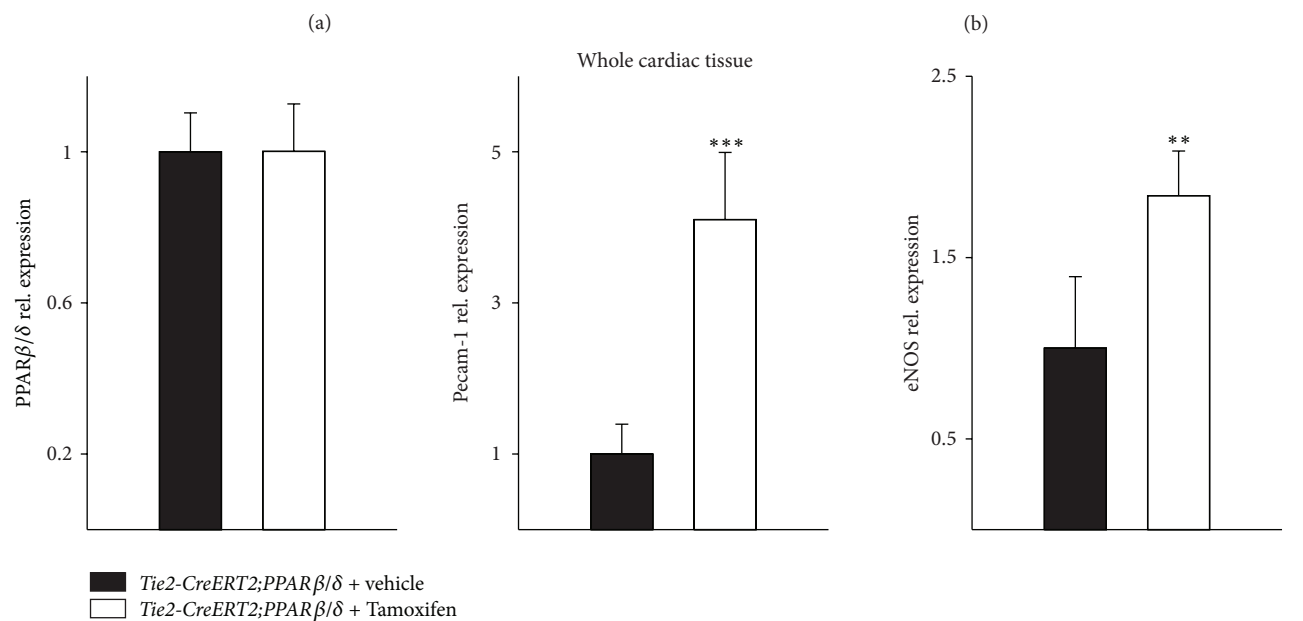 (a)
(b)
Whole cardiac tissue
PPARβ/δ rel. expression
1
0.6
0.2
Pecam-1 rel. expression
5
3
1
***
eNOS rel. expression
2.5
1.5
0.5
**
Tie2-CreERT2;PPARβ/δ + vehicle
Tie2-CreERT2;PPARβ/δ + Tamoxifen